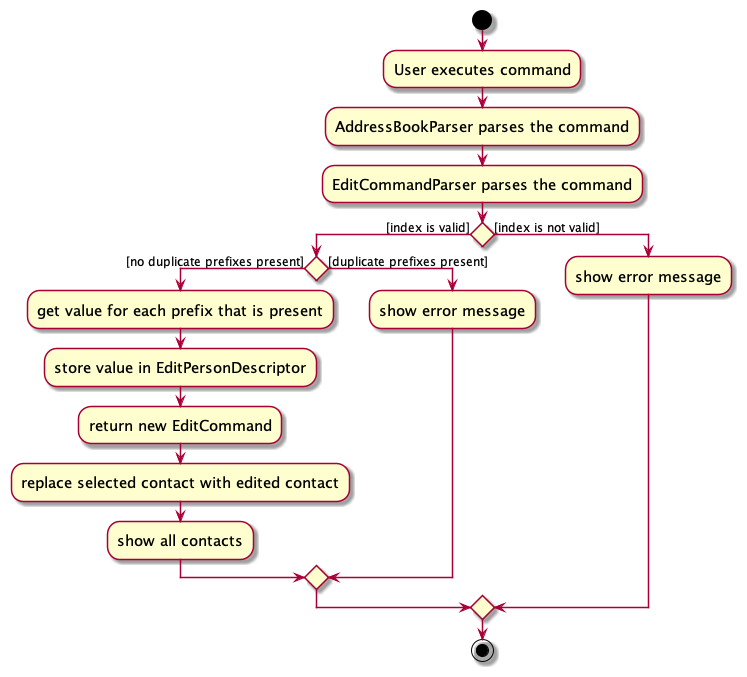 User executes command
AddressBookParser parses the command
EditCommandParser parses the command
[index is valid]
[index is not valid]
[no duplicate prefixes present]
[duplicate prefixes present]
show error message
get value for each prefix that is present
show error message
store value in EditPersonDescriptor
return new EditCommand
replace selected contact with edited contact
show all contacts